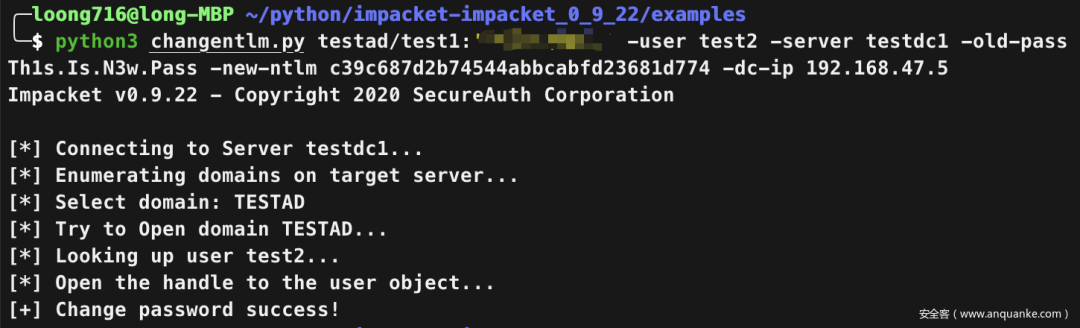 loong716@long-MBP ~/python/impacket-impacket_0_9_22/examples
$ python3 changentlm.py testad/test1:' -user test2 -server testdc1 -old-pass
Th1s.Is.N3w.Pass -new-ntlm c39c687d2b74544abbcabfd23681d774 -dc-ip 192.168.47.5
Impacket v0.9.22 - Copyright 2020 SecureAuth Corporation
[*] Connecting to Server testdc1...
[*] Enumerating domains on target server...
[*] Select domain: TESTAD
[*] Try to Open domain TESTAD...
[*] Looking up user test2...
[*] Open the handle to the user object...
[+] Change password success!
安全客（www.anquanke.com）